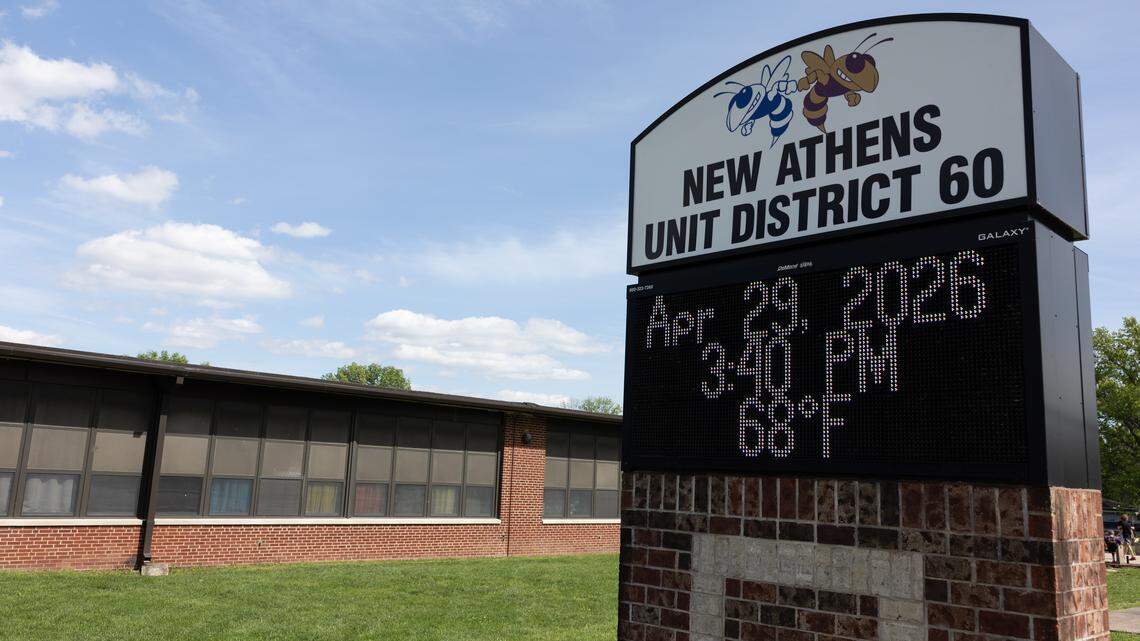 NEW ATHENS
UNIT DISTRICT 60
GALAXY
Apr 29, 2026
3:40 PM
68°F